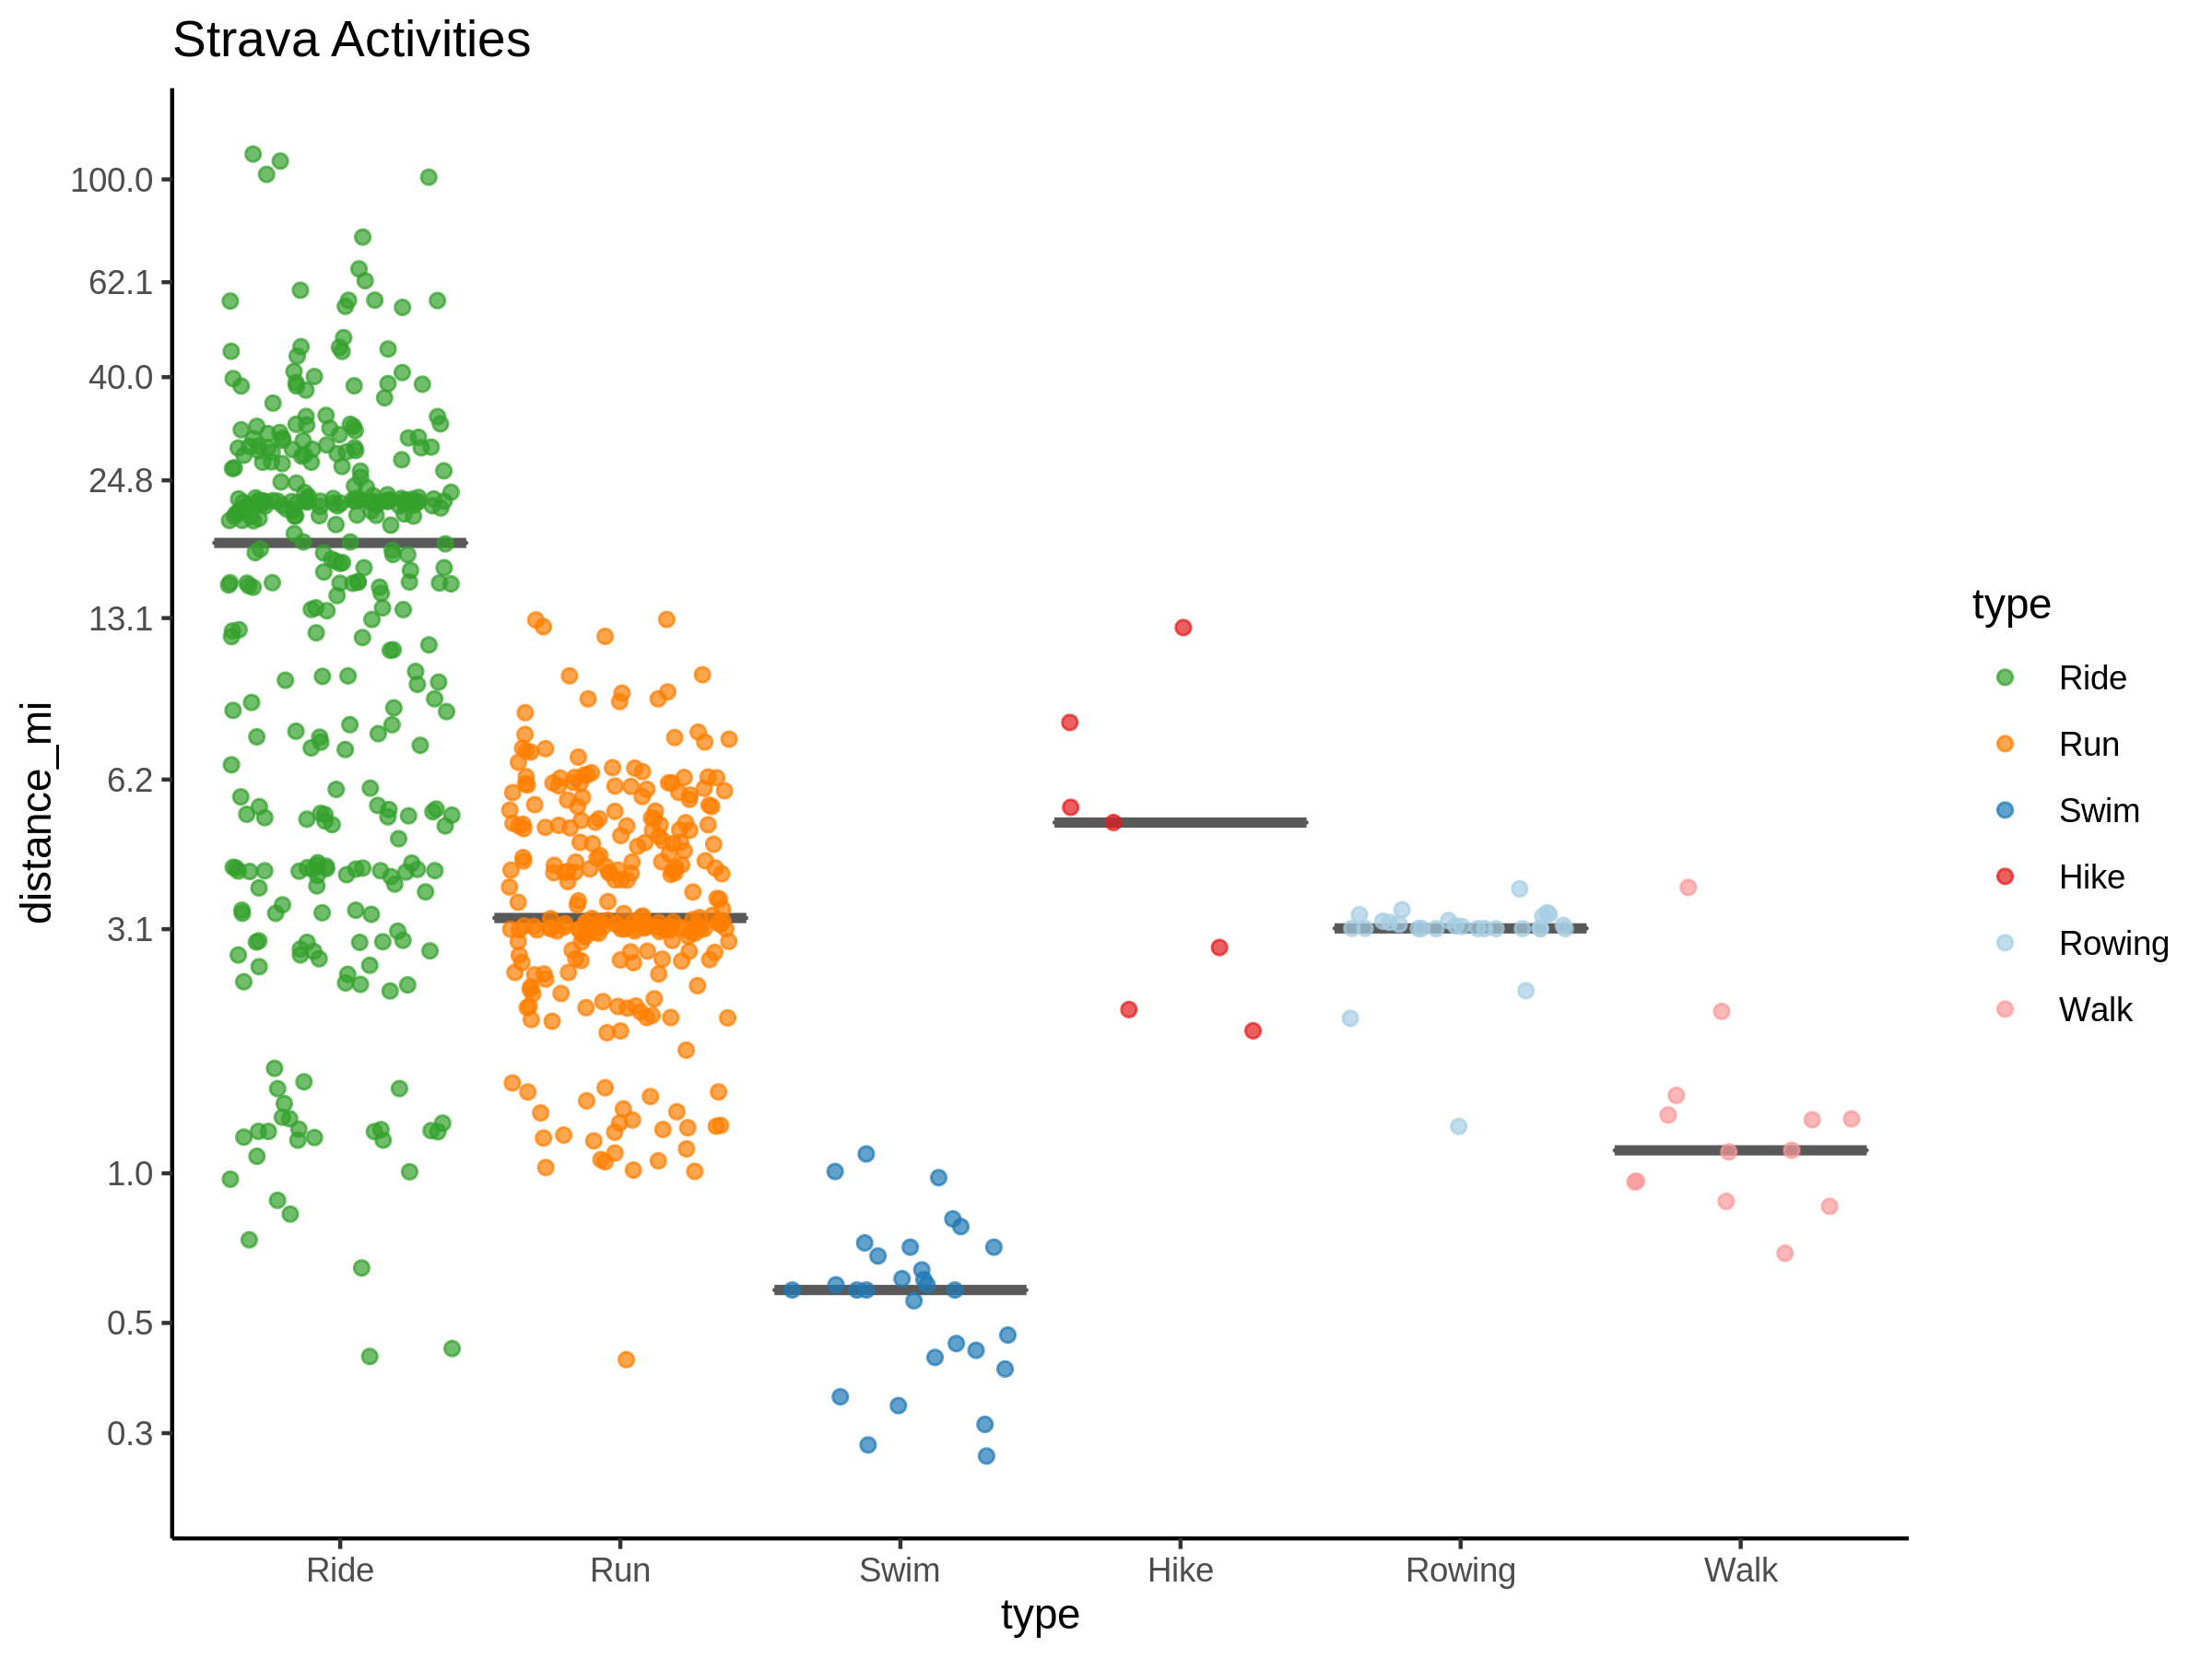 Strava Activities
distance_mi
100.0
62.1
40.0
24.8
13.1
6.2
3.1
1.0
0.5
0.3
Ride
Run
Swim
Hike
Rowing
Walk
type
type
Ride
Run
Swim
Hike
Rowing
Walk